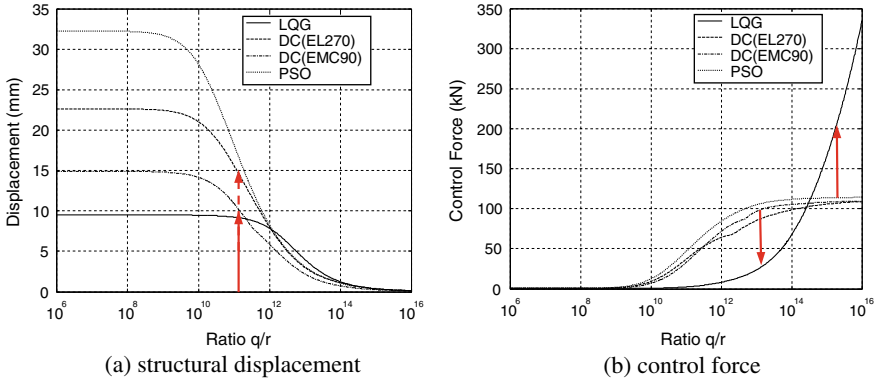 35
30
25
20
15
10
5
0
Displacement (mm)
LQG
DC(EL270)
DC(EMC90)
PSO
10^6
10^8
10^10
10^12
10^14
10^16
Ratio q/r
(a) structural displacement
350
300
250
200
150
100
50
0
Control Force (kN)
LQG
DC(EL270)
DC(EMC90)
PSO
10^6
10^8
10^10
10^12
10^14
10^16
Ratio q/r
(b) control force